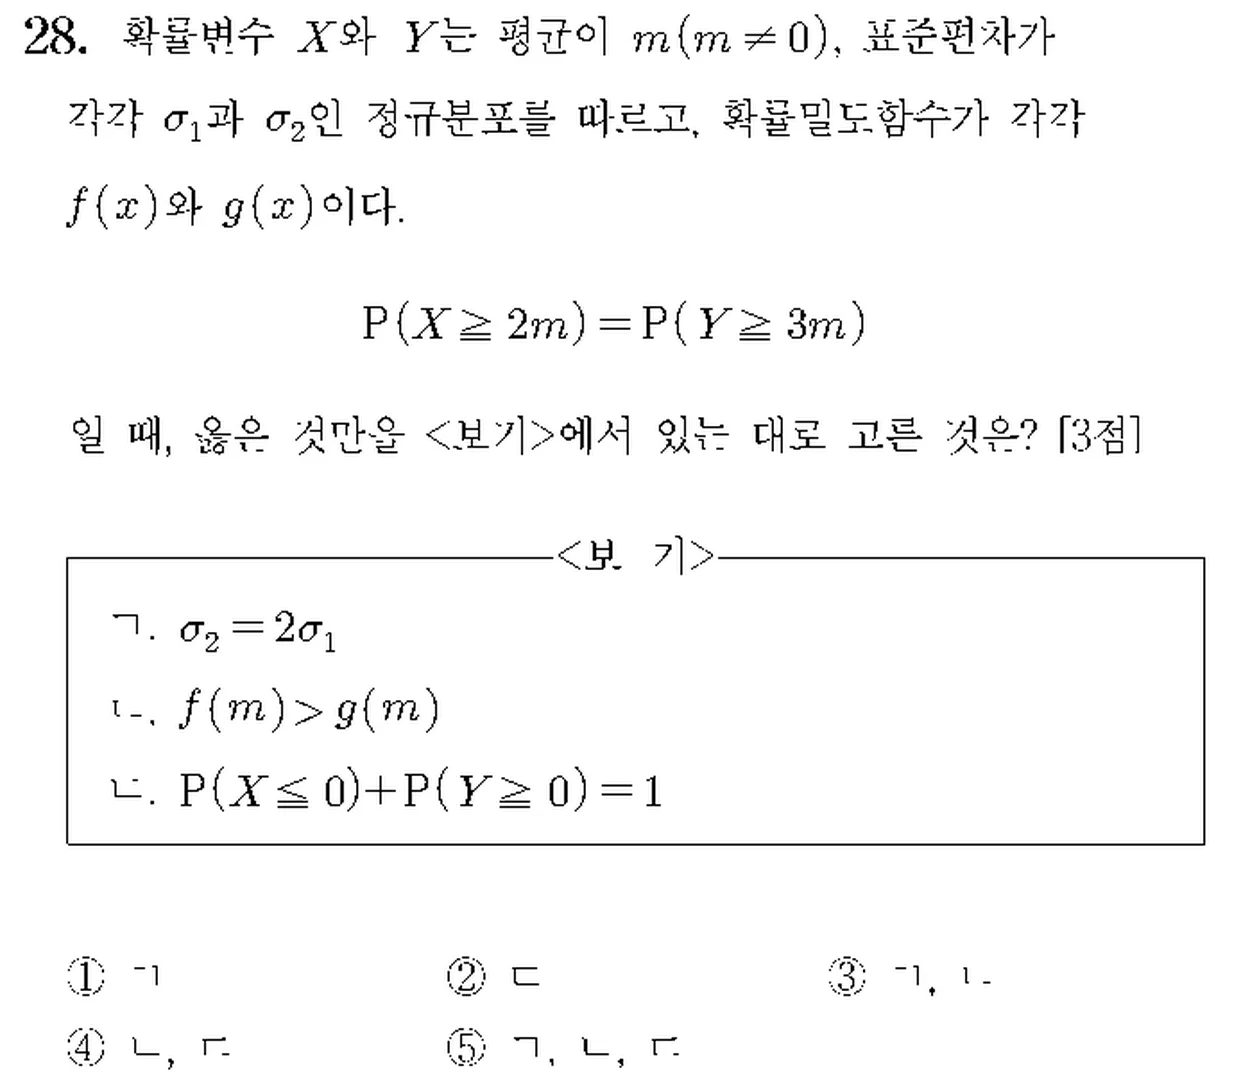 28. 확률변수 X와 Y는 평균이 m(m≠0), 표준편차가
각각 σ₁과 σ₂인 정규분포를 따르고, 확률밀도함수가 각각
f(x)와 g(x)이다.
P(X≧2m)=P(Y≧3m)
일 때, 옳은 것만을 <보기>에서 있는 대로 고른 것은? [3점]
<보 기>
ㄱ. σ₂=2σ₁
ㄴ. f(m)>g(m)
ㄷ. P(X≦0)+P(Y≧0)=1
① ㄱ ② ㄷ ③ ㄱ, ㄴ
④ ㄴ, ㄷ ⑤ ㄱ, ㄴ, ㄷ